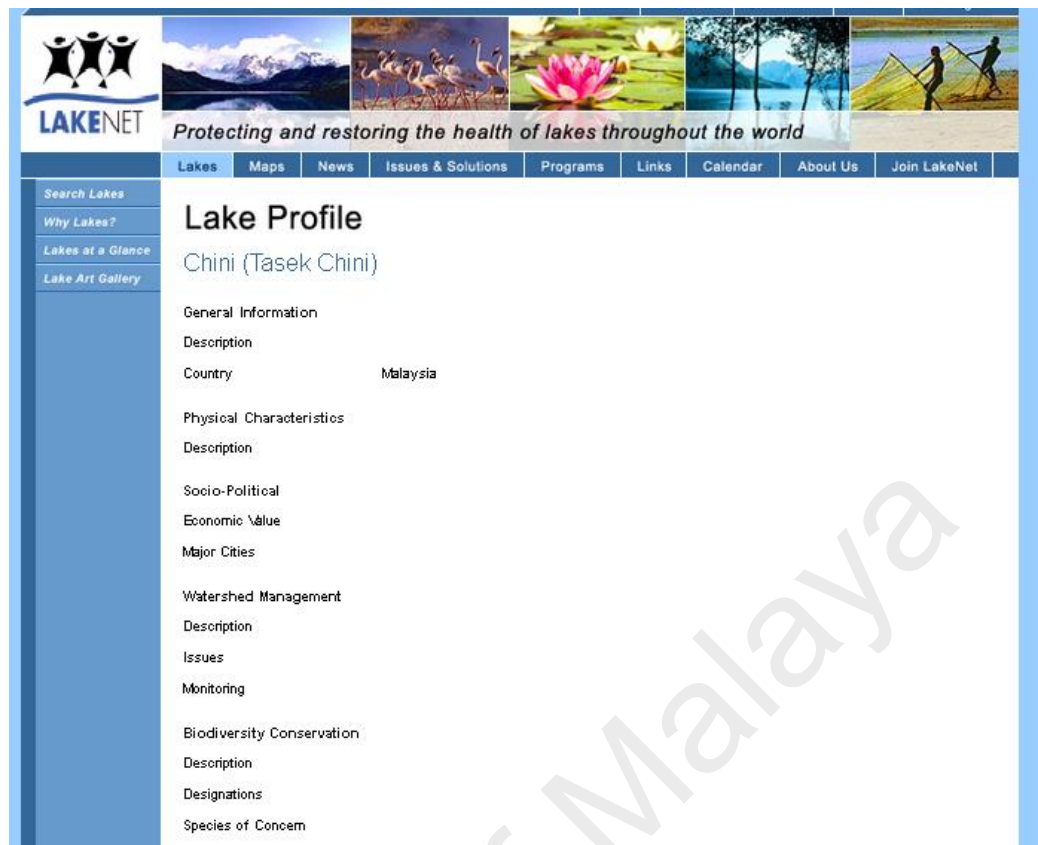 LAKENET
Protecting and restoring the health of lakes throughout the world
Lakes Maps News Issues & Solutions Programs Links Calendar About Us Join LakeNet
Search Lakes
Why Lakes?
Lakes at a Glance
Lake Art Gallery
Lake Profile
Chini (Tasek Chini)
General Information
Description
Country Malaysia
Physical Characteristics
Description
Socio-Political
Economic Value
Major Cities
Watershed Management
Description
Issues
Monitoring
Biodiversity Conservation
Description
Designations
Species of Concern
Malaya